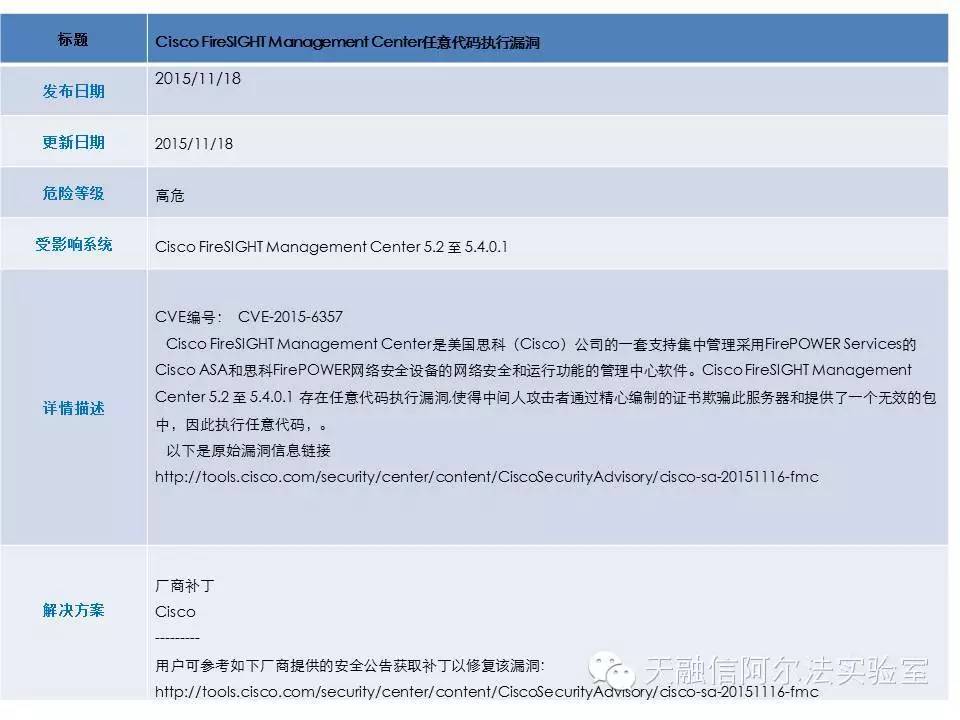 标题
Cisco FireSIGHT Management Center任意代码执行漏洞
发布日期
2015/11/18
更新日期
2015/11/18
危险等级
高危
受影响系统
Cisco FireSIGHT Management Center 5.2 至 5.4.0.1
详情描述
CVE编号： CVE-2015-6357
Cisco FireSIGHT Management Center是美国思科（Cisco）公司的一套支持集中管理采用FirePOWER Services的
Cisco ASA和思科FirePOWER网络安全设备的网络安全和运行功能的管理中心软件。Cisco FireSIGHT Management
Center 5.2 至 5.4.0.1 存在任意代码执行漏洞,使得中间人攻击者通过精心编制的证书欺骗此服务器和提供了一个无效的包
中，因此执行任意代码，。
以下是原始漏洞信息链接
http://tools.cisco.com/security/center/content/CiscoSecurityAdvisory/cisco-sa-20151116-fmc
解决方案
厂商补丁
Cisco
---------
用户可参考如下厂商提供的安全公告获取补丁以修复该漏洞：
http://tools.cisco.com/security/center/content/CiscoSecurityAdvisory/cisco-sa-20151116-fmc
天融信阿尔法实验室